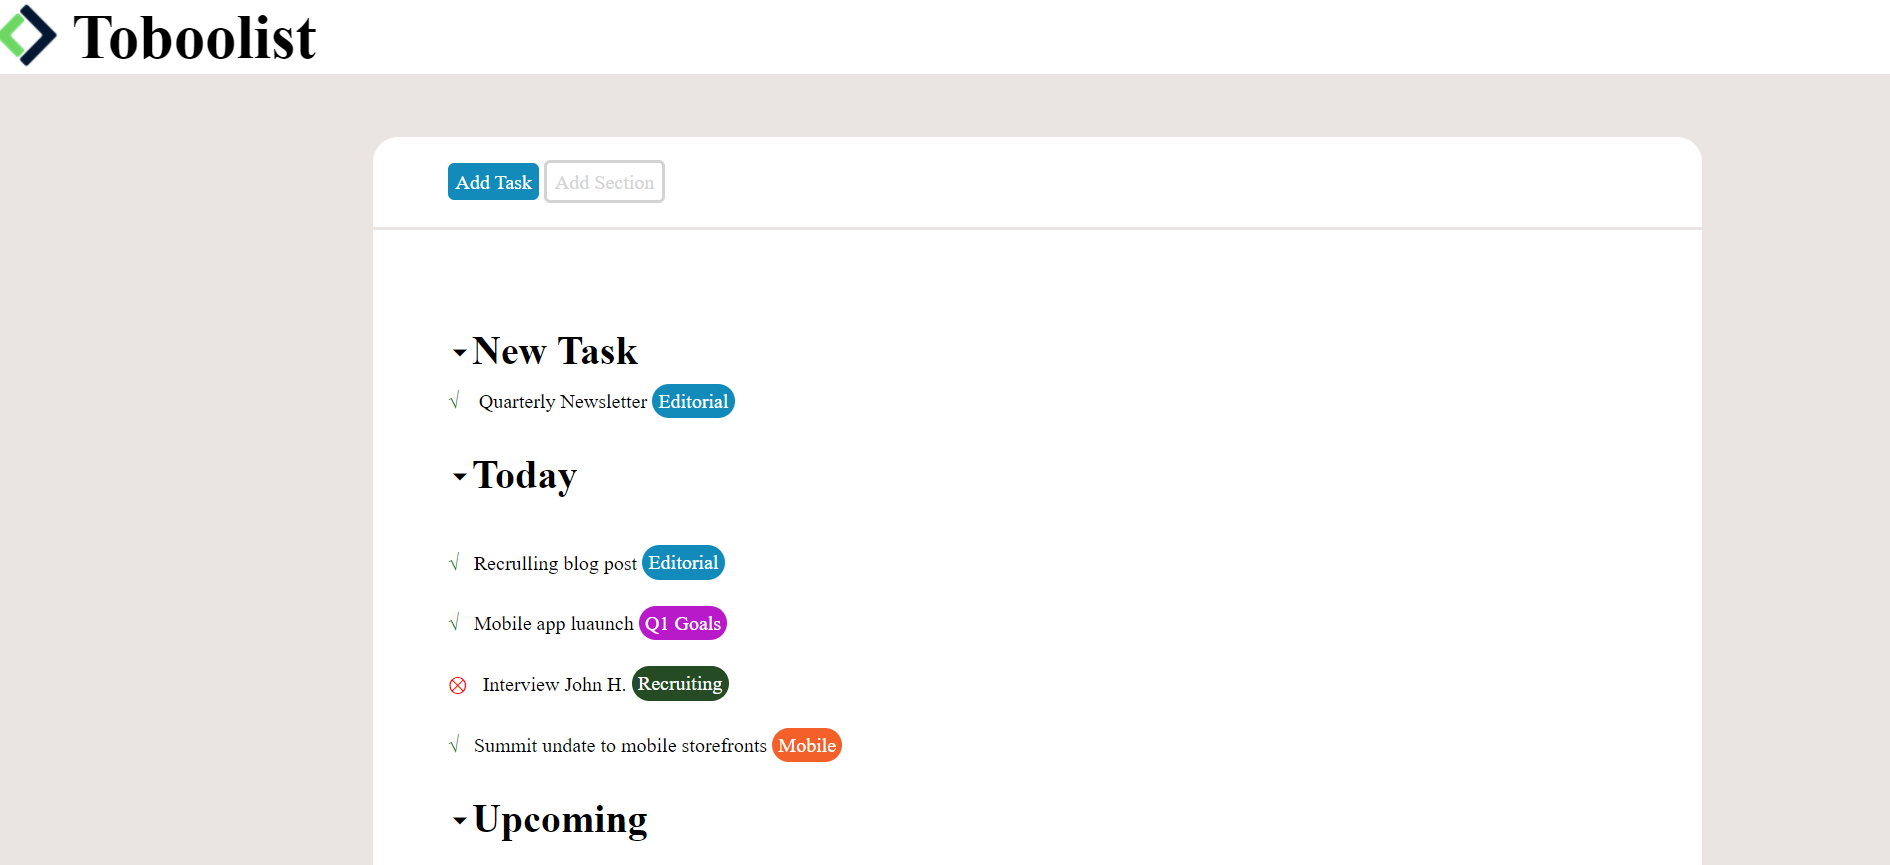 Toboolist
Add Task Add Section
New Task
√ Quarterly Newsletter Editorial
Today
√ Recrulling blog post Editorial
√ Mobile app luaunch Q1 Goals
Interview John H. Recruiting
√ Summit undate to mobile storefronts Mobile
Upcoming